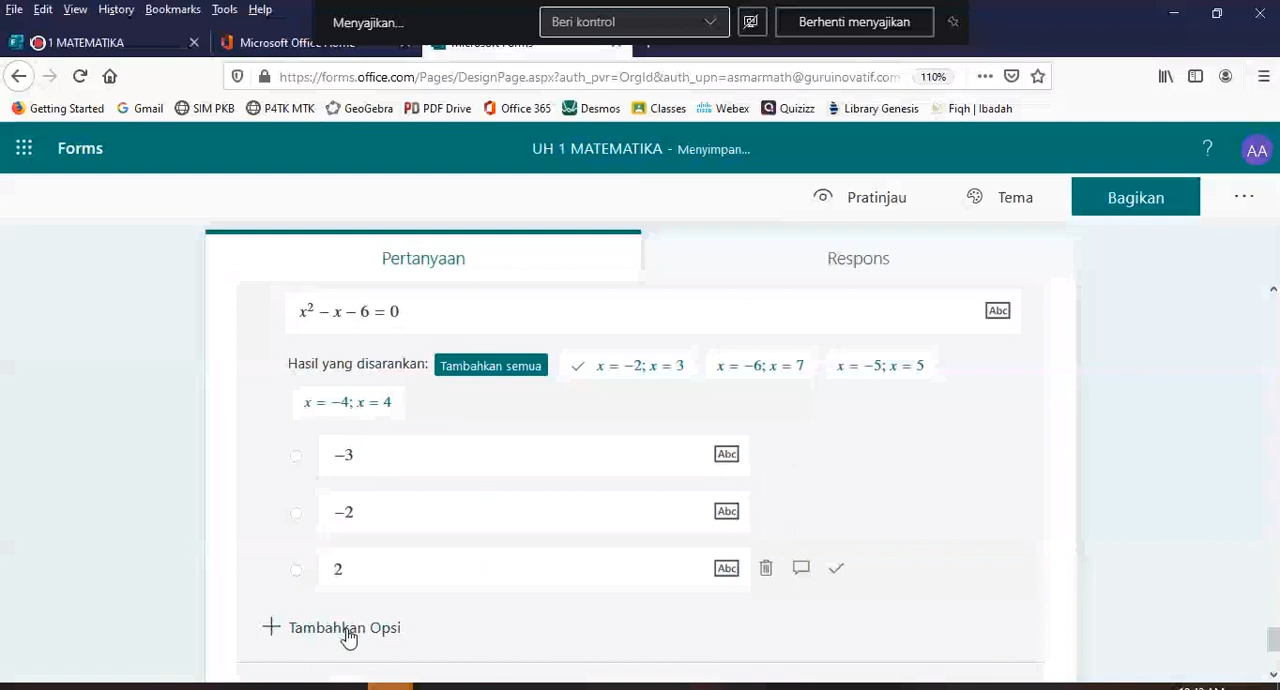 File Edit View History Bookmarks Tools Help
Menyajikan... Beri kontrol Berhenti menyajikan
1 MATEMATIKA Microsoft Office Home Microsoft Forms
https://forms.office.com/Pages/DesignPage.aspx?auth_pvr=OrgId&auth_upn=asmarmath@guruinovatif.com 110%
Getting Started Gmail SIM PKB P4TK MTK GeoGebra PDF Drive Office 365 Desmos Classes Webex Quizizz Library Genesis Fiqh | Ibadah
Forms UH 1 MATEMATIKA - Menyimpan... ? AA
Pratinjau Tema Bagikan ...
Pertanyaan Respons
x² − x − 6 = 0 Abc
Hasil yang disarankan: Tambahkan semua x = −2; x = 3 x = −6; x = 7 x = −5; x = 5
x = −4; x = 4
−3 Abc
−2 Abc
2 Abc
Tambahkan Opsi